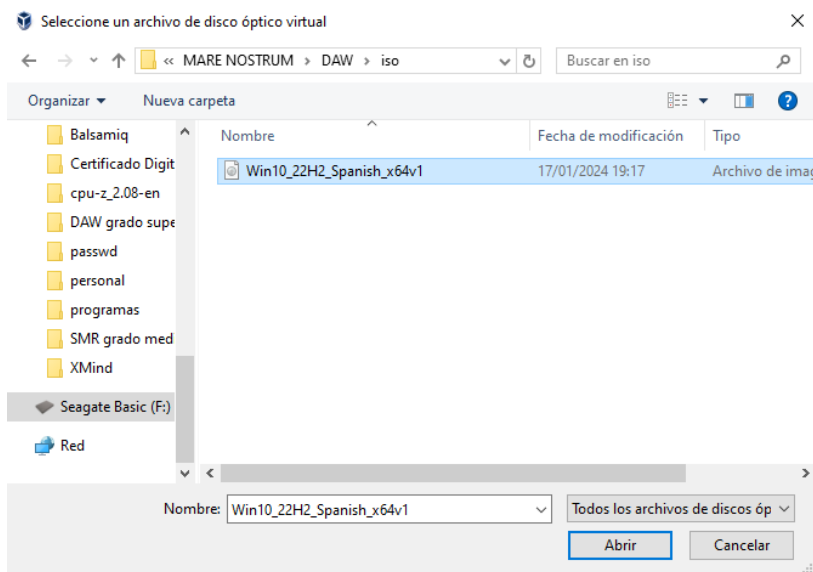 Seleccione un archivo de disco óptico virtual
« MARE NOSTRUM > DAW > iso
Buscar en iso
Organizar
Nueva carpeta
Balsamiq
Certificado Digit
cpu-z_2.08-en
DAW grado supe
passwd
personal
programas
SMR grado med
XMind
Seagate Basic (F:)
Red
Nombre Fecha de modificación Tipo
Win10_22H2_Spanish_x64v1 17/01/2024 19:17 Archivo de imag
Nombre: Win10_22H2_Spanish_x64v1 Todos los archivos de discos óp
Abrir Cancelar